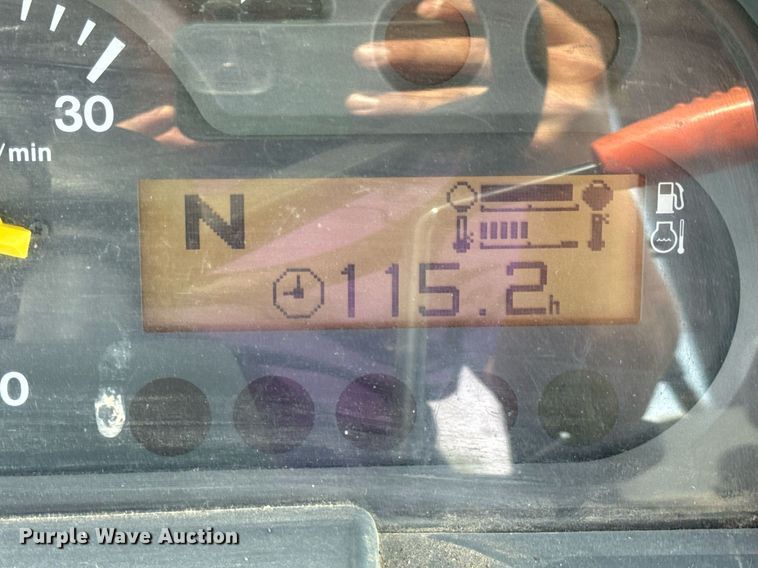 30
/min
N
115.2h
0
Purple Wave Auction